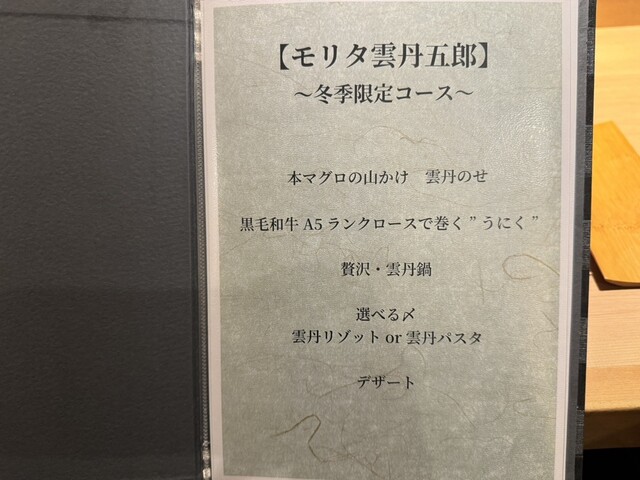 【モリタ雲丹五郎】
～冬季限定コース～
本マグロの山かけ　雲丹のせ
黒毛和牛 A5 ランクロースで巻く ” うにく ”
贅沢・雲丹鍋
選べる〆
雲丹リゾット or 雲丹パスタ
デザート